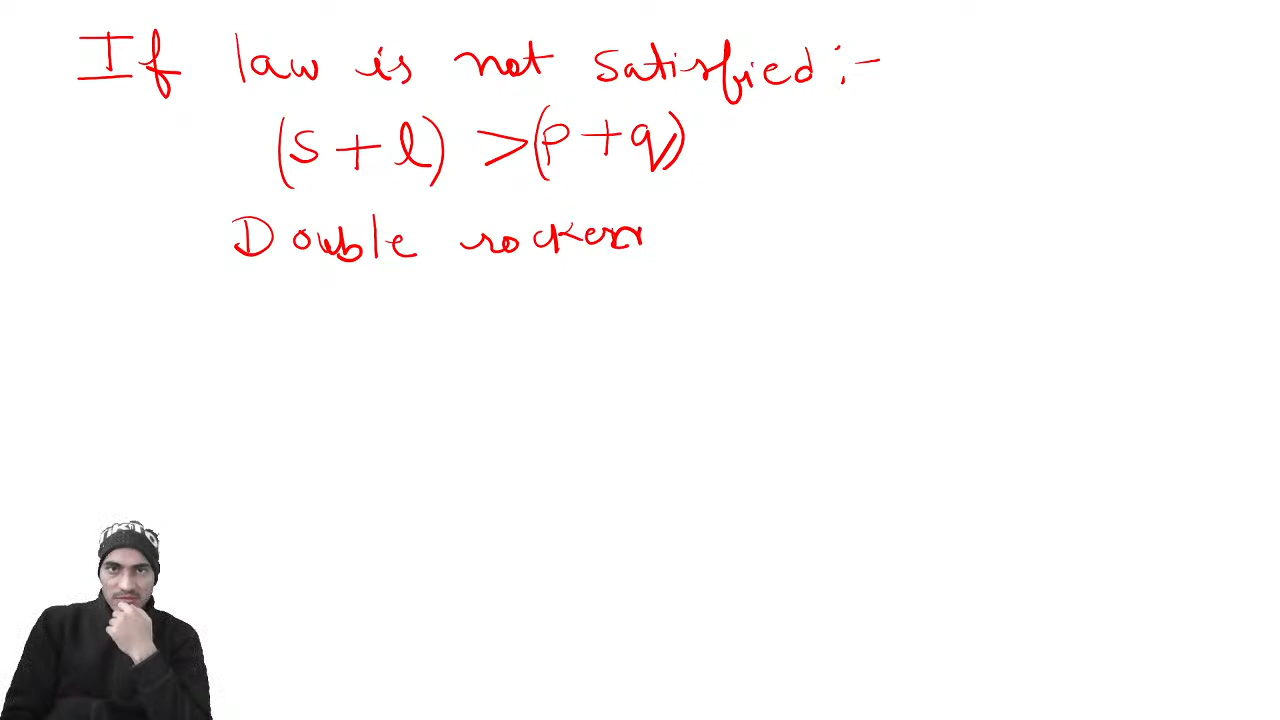 If law is not satisfied :-
(s + l) > (p + q)
Double rocker